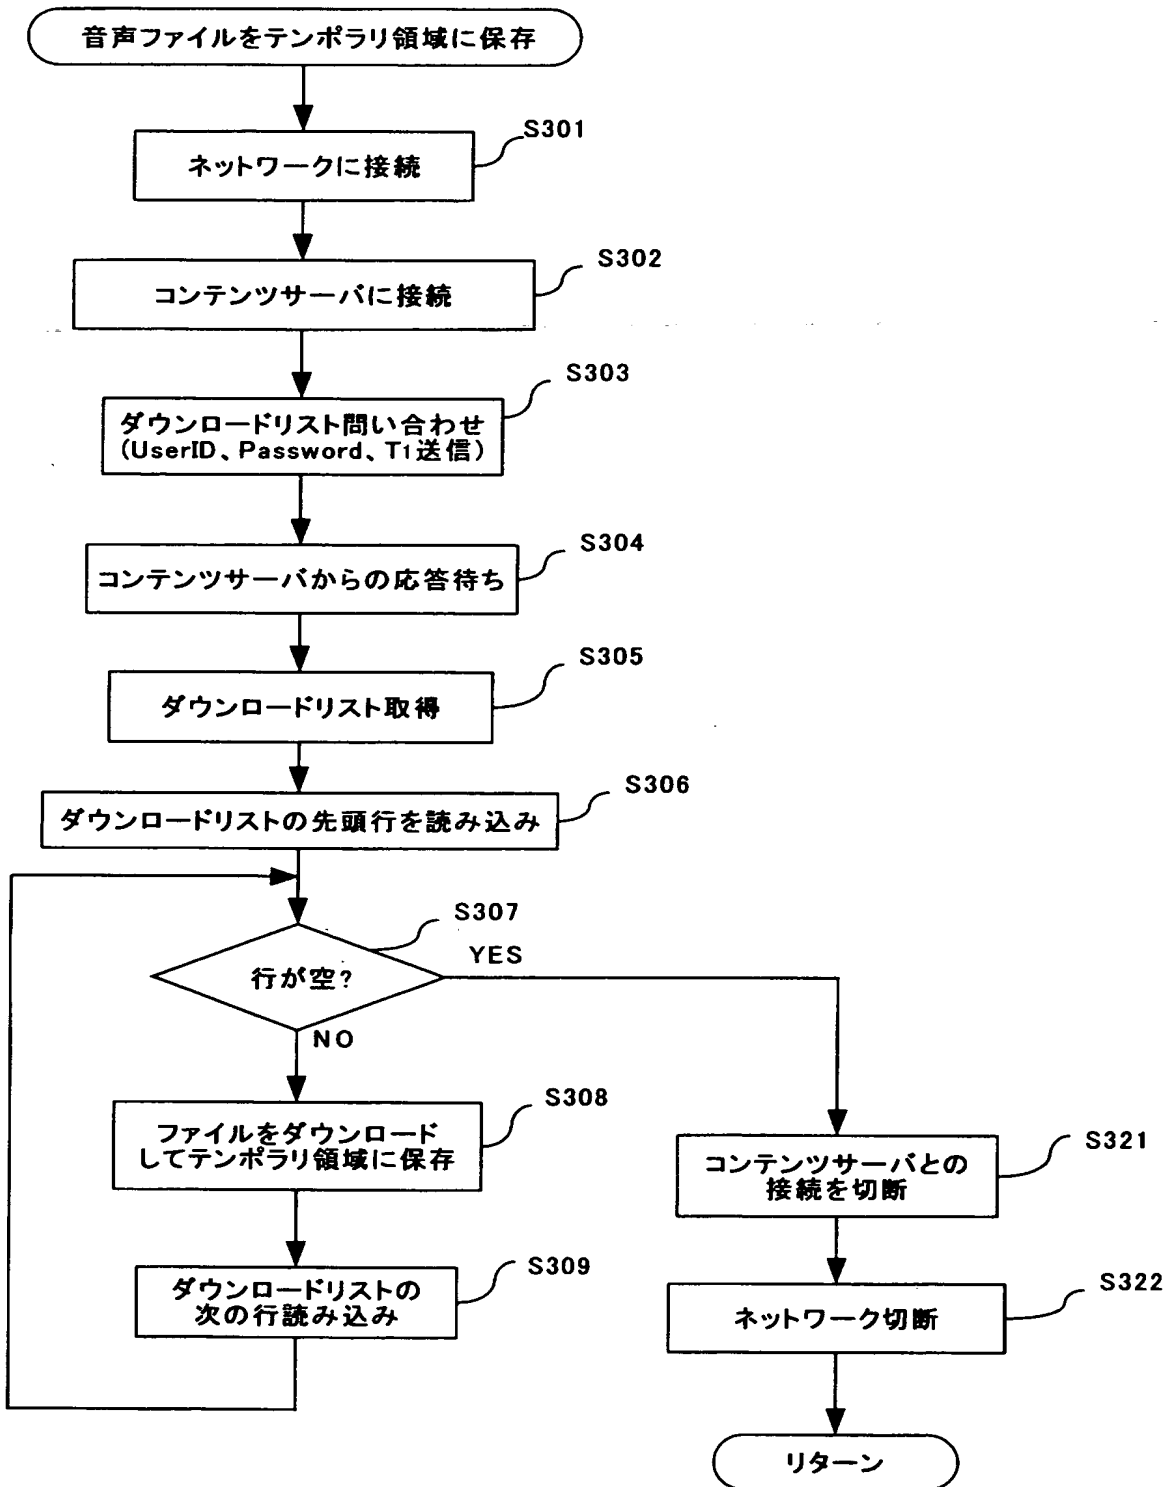 音声ファイルをテンポラリ領域に保存
S301
ネットワークに接続
S302
コンテンツサーバに接続
S303
ダウンロードリスト問い合わせ
(UserID、Password、T1送信)
S304
コンテンツサーバからの応答待ち
S305
ダウンロードリスト取得
S306
ダウンロードリストの先頭行を読み込み
S307
行が空?
YES
NO
S308
ファイルをダウンロード
してテンポラリ領域に保存
S309
ダウンロードリストの
次の行読み込み
S321
コンテンツサーバとの
接続を切断
S322
ネットワーク切断
リターン